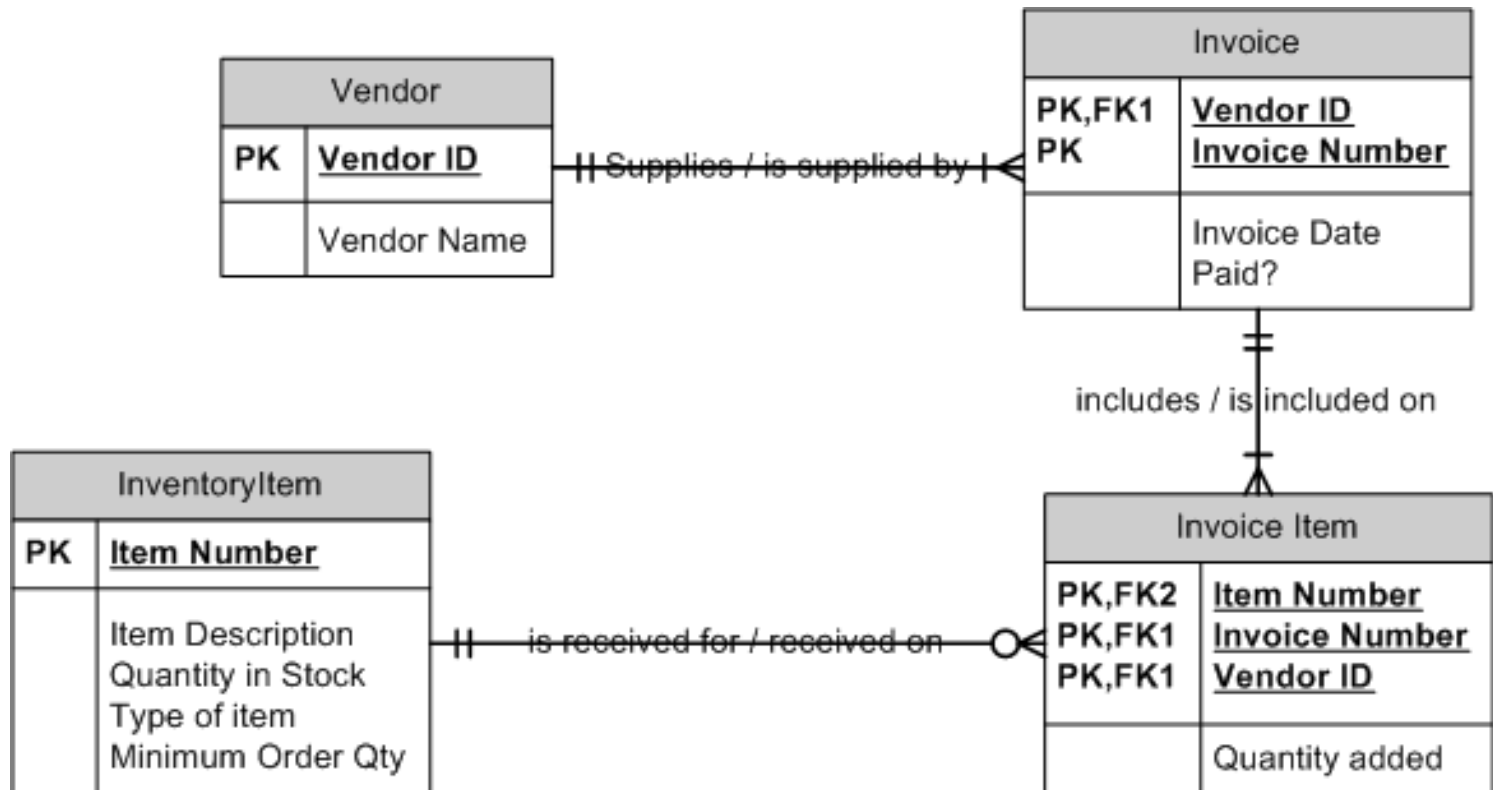 Vendor
PK Vendor ID
Vendor Name
Supplies / is supplied by
Invoice
PK,FK1 Vendor ID
PK Invoice Number
Invoice Date
Paid?
includes / is included on
InventoryItem
PK Item Number
Item Description
Quantity in Stock
Type of item
Minimum Order Qty
is received for / received on
Invoice Item
PK,FK2 Item Number
PK,FK1 Invoice Number
PK,FK1 Vendor ID
Quantity added